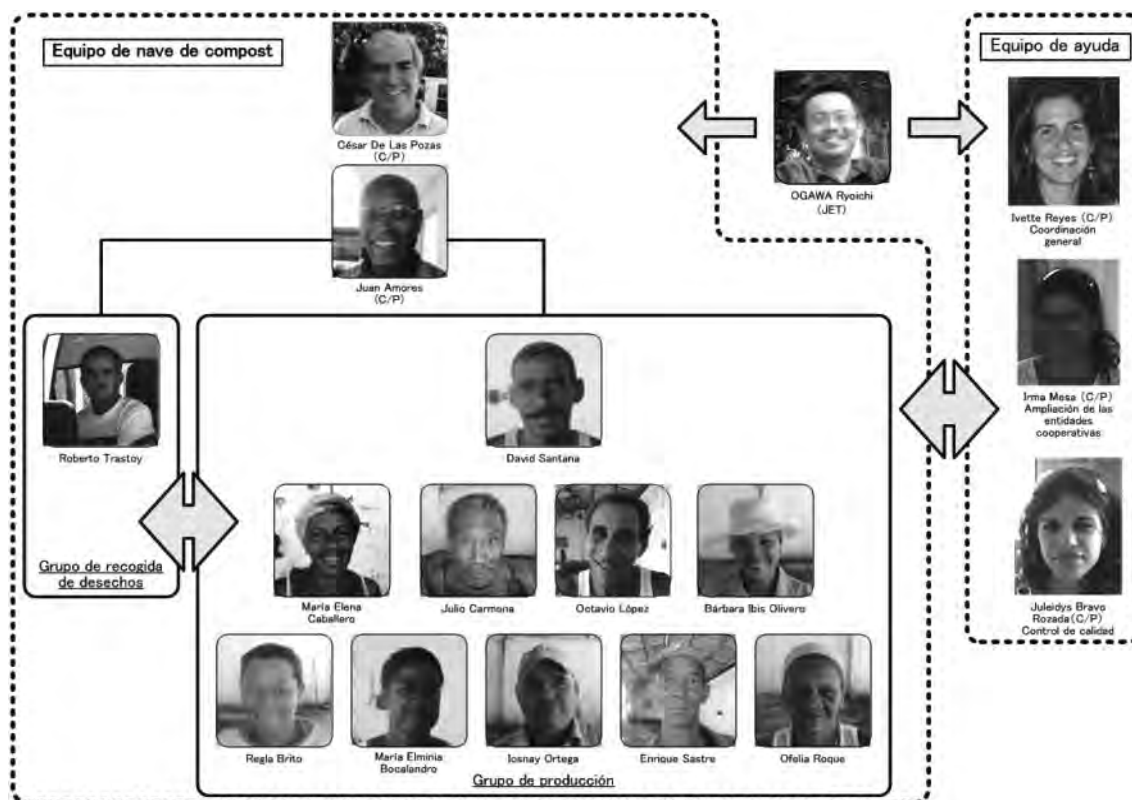 Equipo de nave de compost
César De Las Pozas
(C/P)
Juan Amores
(C/P)
OGAWA Ryoichi
(JET)
Equipo de ayuda
Ivette Reyes (C/P)
Coordinación
general
Irma Mesa (C/P)
Ampliación de las
entidades
cooperativas
Juleidys Bravo
Rozada(C/P)
Control de calidad
Roberto Trastoy
Grupo de recogida
de desechos
David Santana
María Elena
Caballero
Julio Carmona
Octavio López
Bárbara Ibis Olivero
Regla Brito
María Elminia
Bocalandro
Iosnay Ortega
Enrique Sastre
Ofelia Roque
Grupo de producción